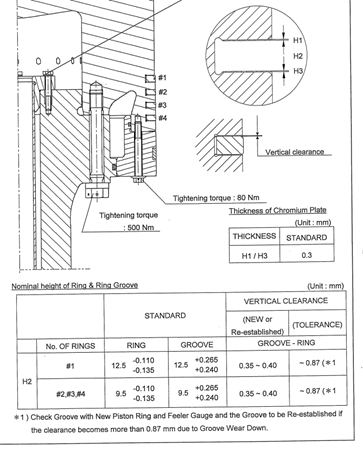 H1
H2
H3
#1
#2
#3
#4
Vertical clearance
Tightening torque : 80 Nm
Tightening torque
: 500 Nm
Thickness of Chromium Plate
(Unit : mm)
THICKNESS STANDARD
H1 / H3 0.3
Nominal height of Ring & Ring Groove (Unit : mm)
STANDARD VERTICAL CLEARANCE
(NEW or Re-established) (TOLERANCE)
No. OF RINGS RING GROOVE GROOVE - RING
H2
#1 12.5 -0.110 -0.135 12.5 +0.265 +0.240 0.35 ~ 0.40 ~ 0.87 (*1
#2,#3,#4 9.5 -0.110 -0.135 9.5 +0.265 +0.240 0.35 ~ 0.40 ~ 0.87 (*1
*1 ) Check Groove with New Piston Ring and Feeler Gauge and the Groove to be Re-established if
the clearance becomes more than 0.87 mm due to Groove Wear Down.